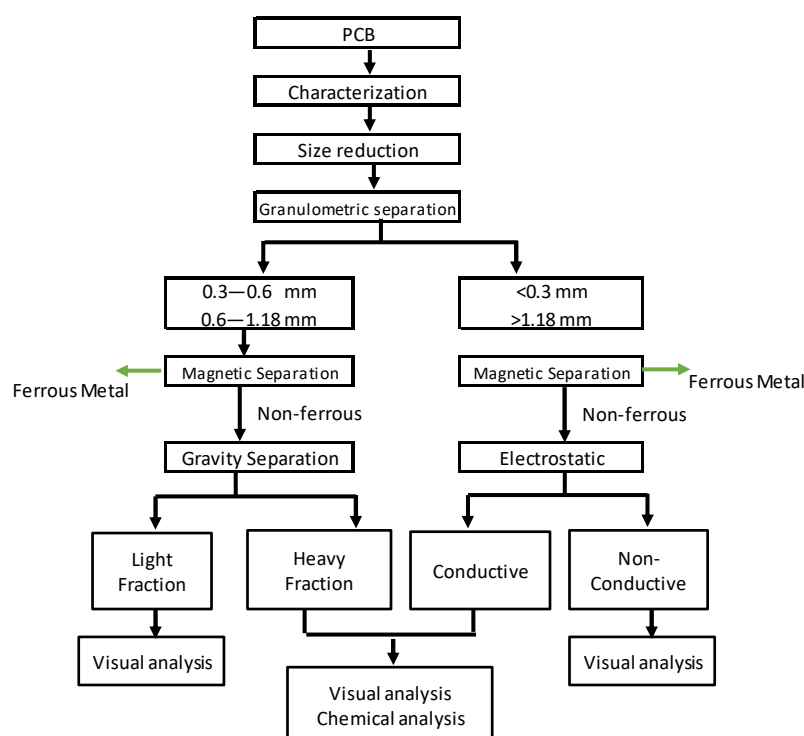 PCB
Characterization
Size reduction
Granulometric separation
0.3—0.6 mm
0.6—1.18 mm
<0.3 mm
>1.18 mm
Magnetic Separation
Ferrous Metal
Magnetic Separation
Ferrous Metal
Non-ferrous
Non-ferrous
Gravity Separation
Electrostatic
Light
Fraction
Heavy
Fraction
Conductive
Non-
Conductive
Visual analysis
Visual analysis
Visual analysis
Chemical analysis